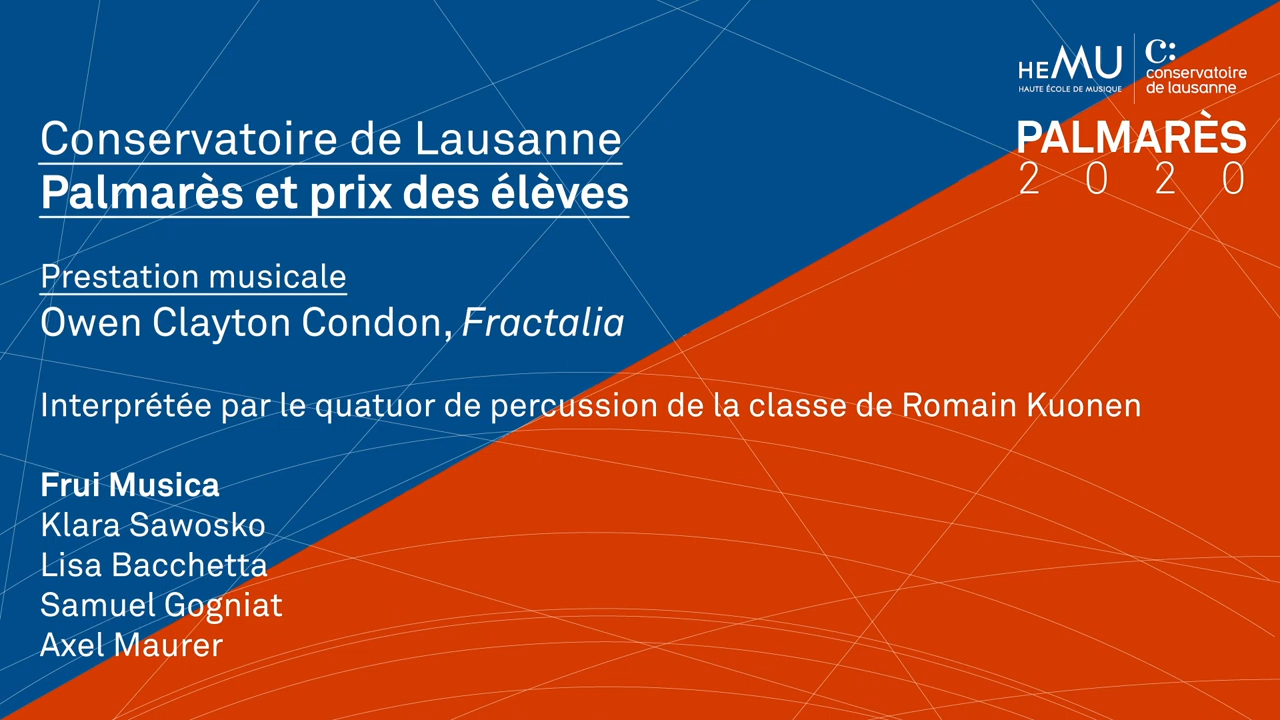 HEMU
HAUTE ÉCOLE DE MUSIQUE
c:
conservatoire
de lausanne
PALMARÈS
2020
Conservatoire de Lausanne
Palmarès et prix des élèves
Prestation musicale
Owen Clayton Condon, Fractalia
Interprétée par le quatuor de percussion de la classe de Romain Kuonen
Frui Musica
Klara Sawosko
Lisa Bacchetta
Samuel Gogniat
Axel Maurer